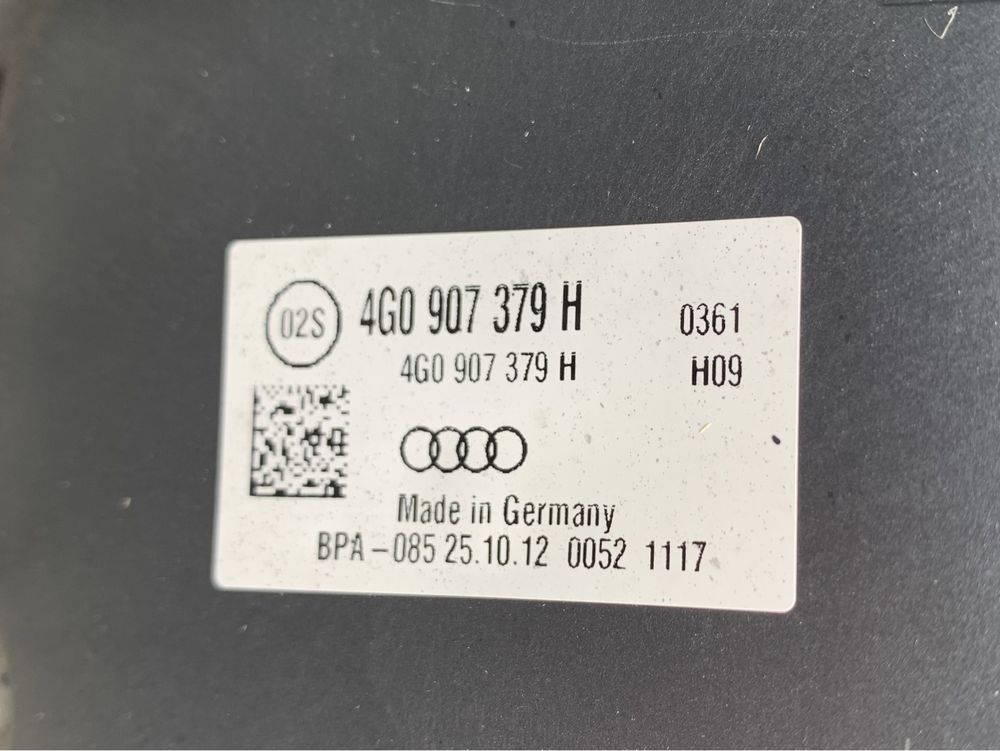 02S 4G0 907 379 H 0361
4G0 907 379 H H09
Made in Germany
BPA-085 25.10.12 0052 1117